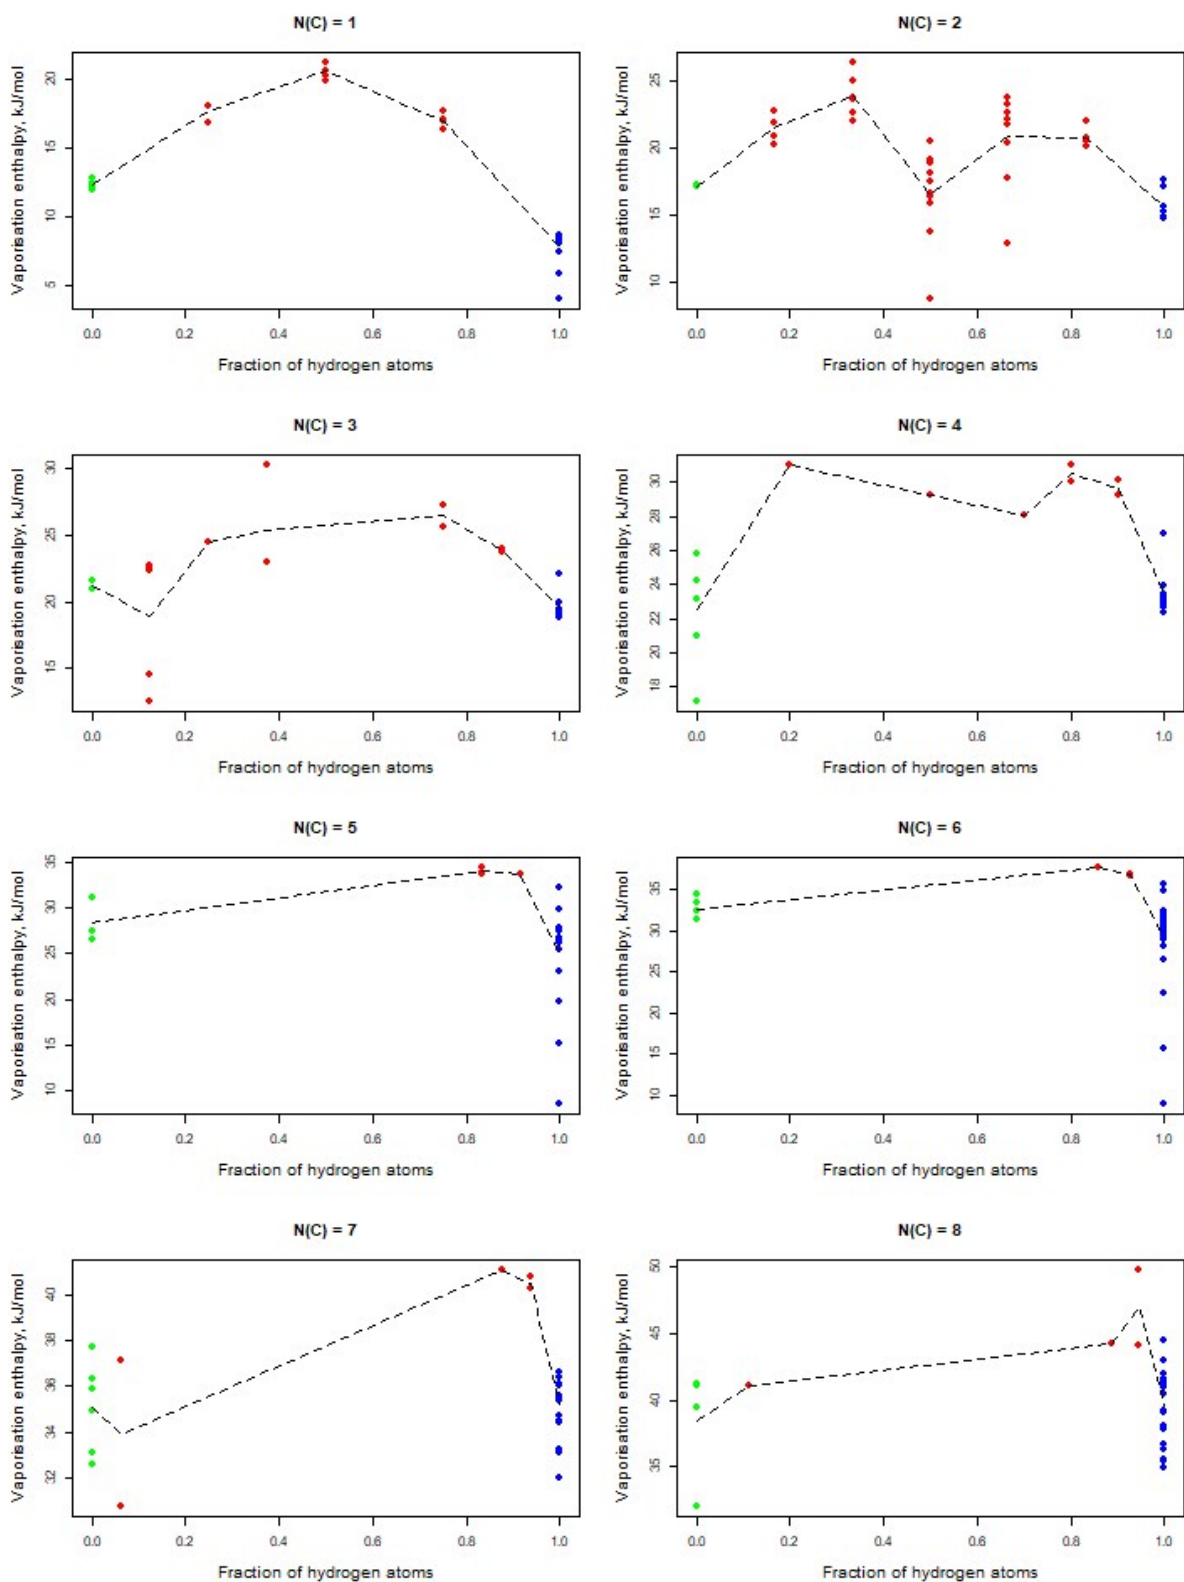 N(C) = 1
Vaporisation enthalpy, kJ/mol
20
15
10
5
0.0 0.2 0.4 0.6 0.8 1.0
Fraction of hydrogen atoms
N(C) = 2
Vaporisation enthalpy, kJ/mol
25
20
15
10
0.0 0.2 0.4 0.6 0.8 1.0
Fraction of hydrogen atoms
N(C) = 3
Vaporisation enthalpy, kJ/mol
30
25
20
15
0.0 0.2 0.4 0.6 0.8 1.0
Fraction of hydrogen atoms
N(C) = 4
Vaporisation enthalpy, kJ/mol
30
28
26
24
22
20
18
0.0 0.2 0.4 0.6 0.8 1.0
Fraction of hydrogen atoms
N(C) = 5
Vaporisation enthalpy, kJ/mol
35
30
25
20
15
10
0.0 0.2 0.4 0.6 0.8 1.0
Fraction of hydrogen atoms
N(C) = 6
Vaporisation enthalpy, kJ/mol
35
30
25
20
15
10
0.0 0.2 0.4 0.6 0.8 1.0
Fraction of hydrogen atoms
N(C) = 7
Vaporisation enthalpy, kJ/mol
40
38
36
34
32
0.0 0.2 0.4 0.6 0.8 1.0
Fraction of hydrogen atoms
N(C) = 8
Vaporisation enthalpy, kJ/mol
50
45
40
35
0.0 0.2 0.4 0.6 0.8 1.0
Fraction of hydrogen atoms